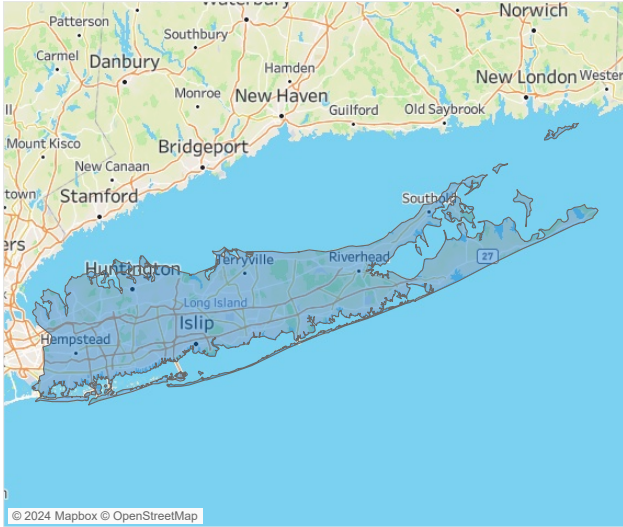 Waterbury
Norwich
Patterson
Southbury
Carmel
Danbury
Hamden
New London
Wester
Monroe
New Haven
Guilford
Old Saybrook
ll
Mount Kisco
Bridgeport
New Canaan
town
Stamford
Southold
ers
Terryville
Riverhead
27
Huntington
Long Island
Islip
Hempstead
n
© 2024 Mapbox © OpenStreetMap